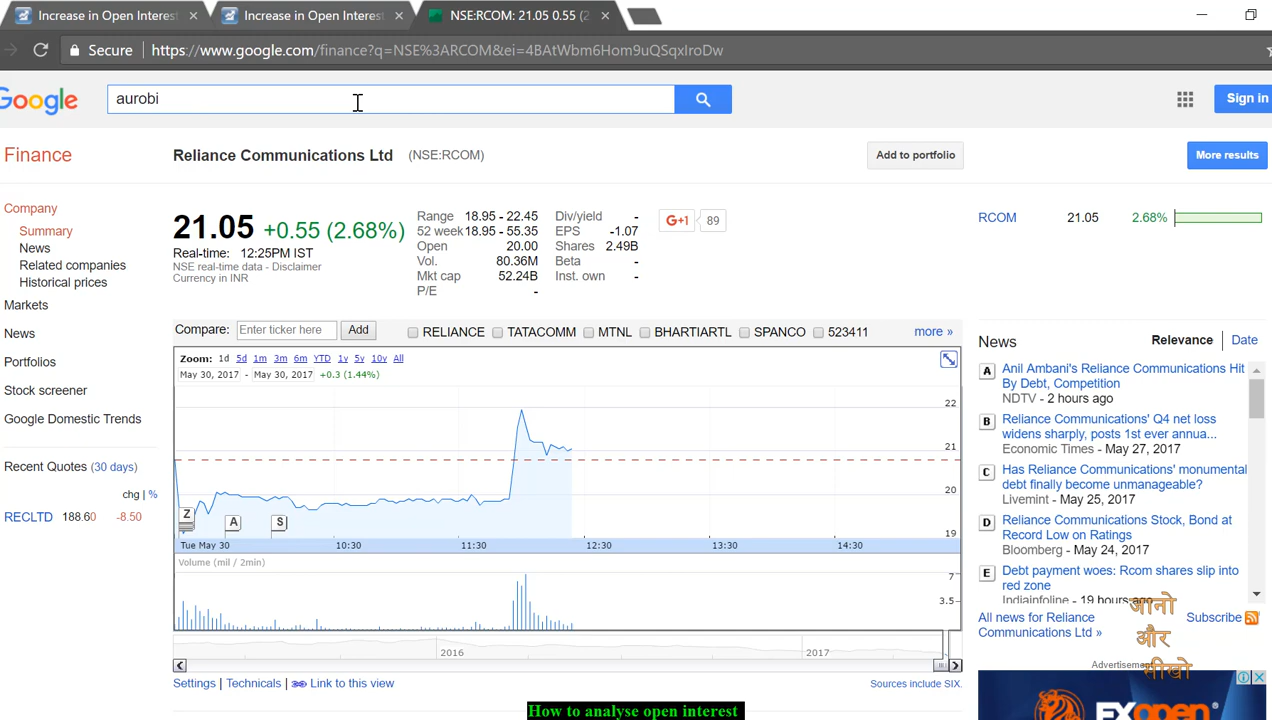 Increase in Open Interest ×
Increase in Open Interest ×
NSE:RCOM: 21.05 0.55 (2 ×
Secure https://www.google.com/finance?q=NSE%3ARCOM&ei=4BAtWbm6Hom9uQSqxIroDw
Google
aurobi
Sign in
Finance
Reliance Communications Ltd (NSE:RCOM)
Add to portfolio
More results
Company
Summary
News
Related companies
Historical prices
Markets
News
Portfolios
Stock screener
Google Domestic Trends
Recent Quotes (30 days)
chg | %
RECLTD 188.60 -8.50
21.05 +0.55 (2.68%)
Real-time: 12:25PM IST
NSE real-time data - Disclaimer
Currency in INR
Range 18.95 - 22.45
52 week 18.95 - 55.35
Open 20.00
Vol. 80.36M
Mkt cap 52.24B
P/E -
Div/yield -
EPS -1.07
Shares 2.49B
Beta -
Inst. own -
G+1 89
RCOM 21.05 2.68%
Compare: Enter ticker here Add RELIANCE TATACOMM MTNL BHARTIARTL SPANCO 523411 more »
Zoom: 1d 5d 1m 3m 6m YTD 1y 5y 10y All
May 30, 2017 - May 30, 2017 +0.3 (1.44%)
22
21
20
19
Z
A
S
Tue May 30 10:30 11:30 12:30 13:30 14:30
Volume (mil / 2min)
7
3.5
2016 2017
Settings | Technicals Link to this view
Sources include SIX.
News Relevance Date
A Anil Ambani's Reliance Communications Hit
By Debt, Competition
NDTV - 2 hours ago
B Reliance Communications' Q4 net loss
widens sharply, posts 1st ever annua...
Economic Times - May 27, 2017
C Has Reliance Communications' monumental
debt finally become unmanageable?
Livemint - May 25, 2017
D Reliance Communications Stock, Bond at
Record Low on Ratings
Bloomberg - May 24, 2017
E Debt payment woes: Rcom shares slip into
red zone
Indiainfoline - 19 hours ago
All news for Reliance
Communications Ltd »
Subscribe
जानो
और
सीखो
Advertisement
EXopen
How to analyse open interest